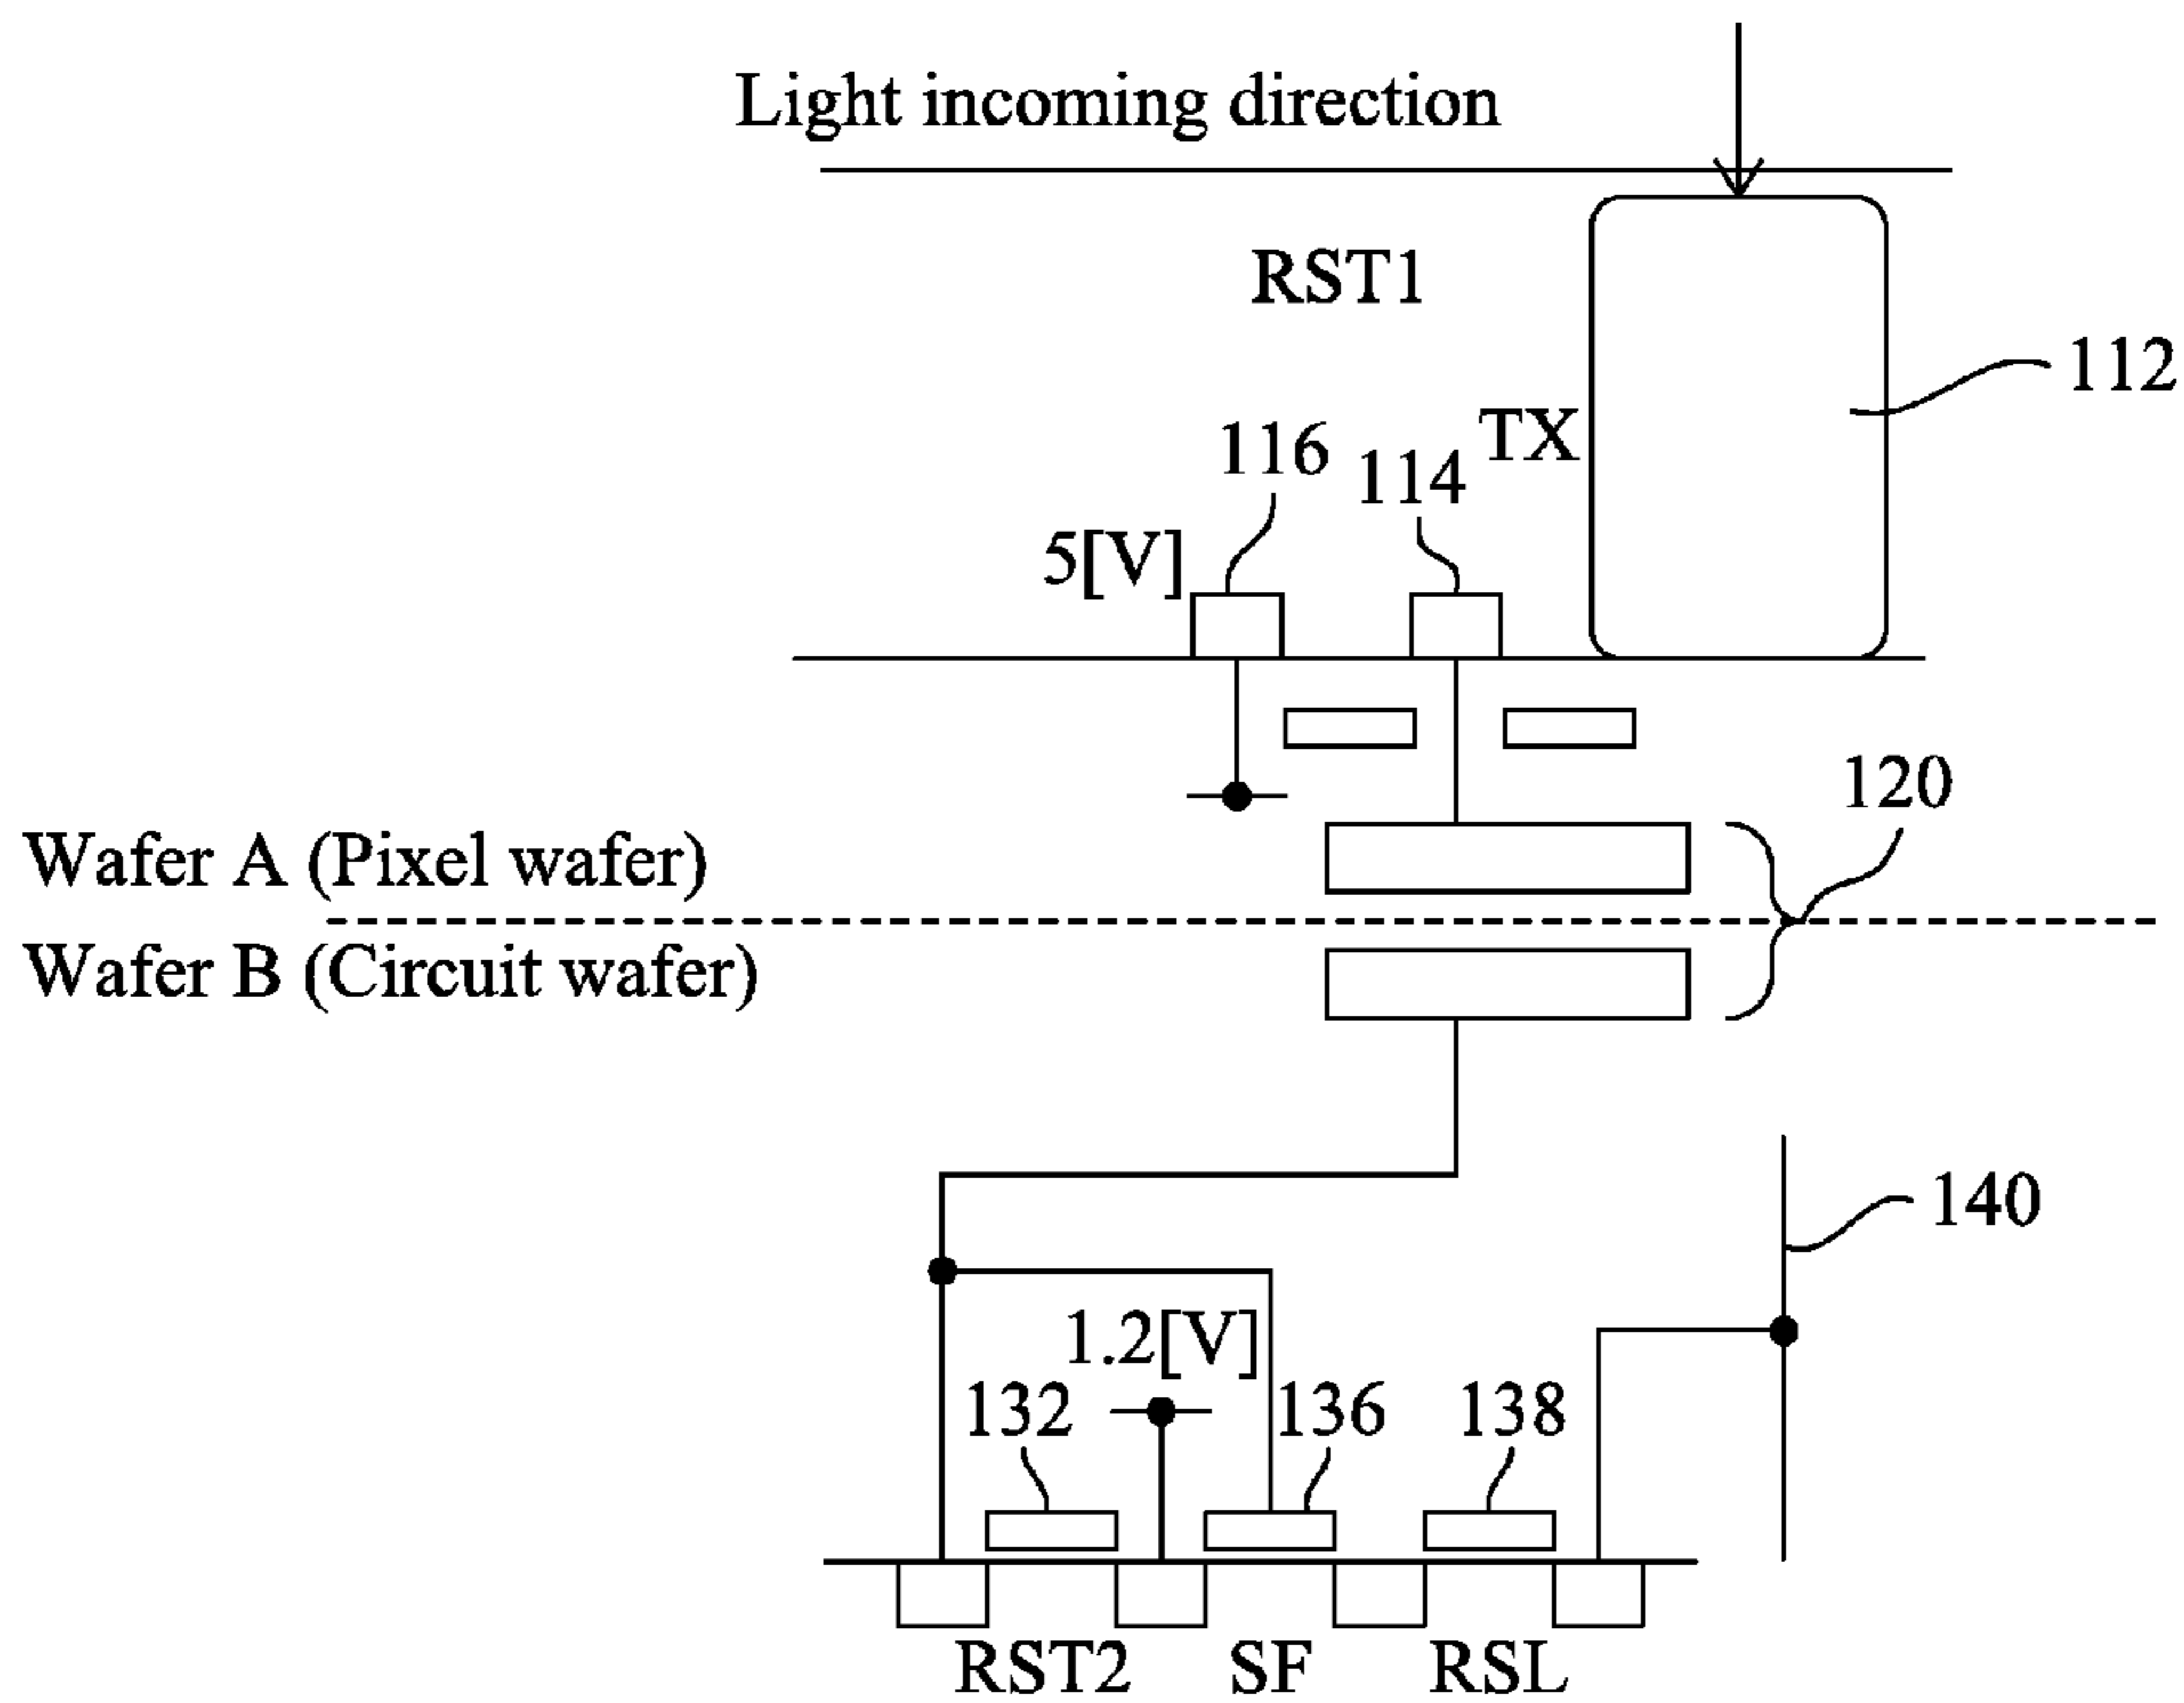 Light incoming direction
RST1
112
TX
116
114
5[V]
120
Wafer A (Pixel wafer)
Wafer B (Circuit wafer)
140
1.2[V]
132
136
138
RST2
SF
RSL